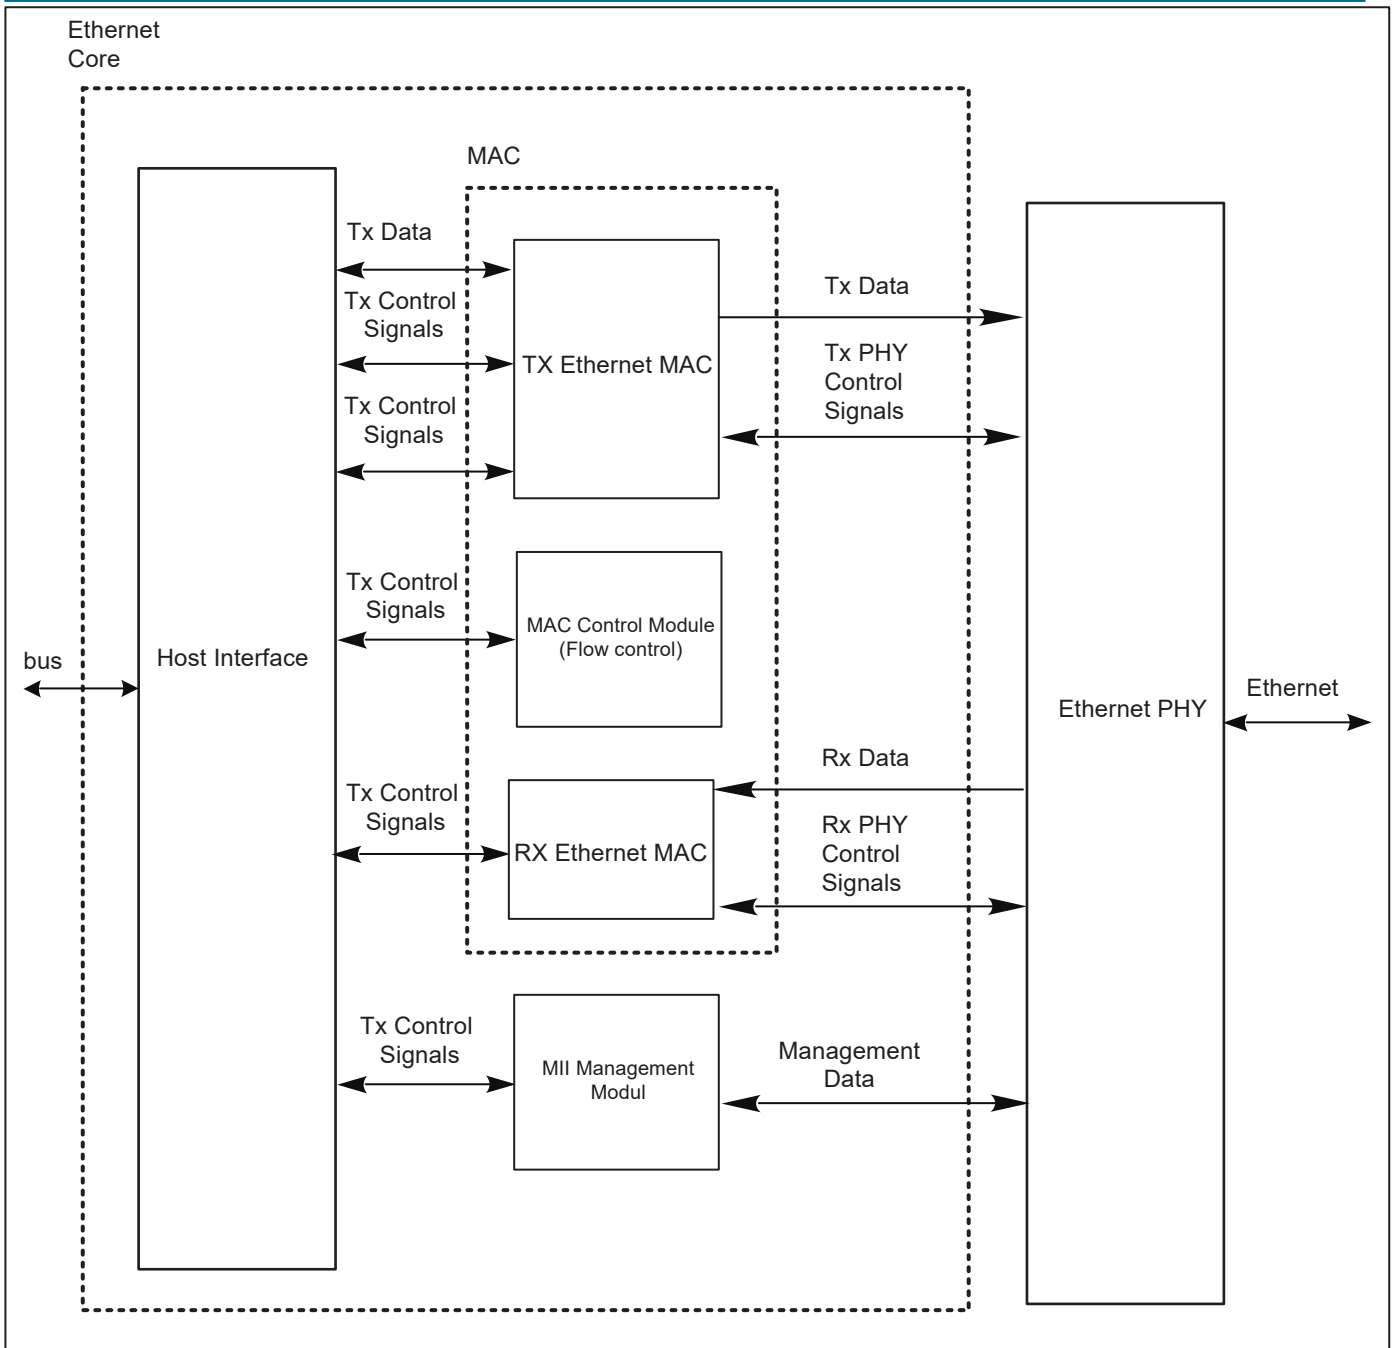 Ethernet
Core
MAC
Tx Data
Tx Control
Signals
Tx Control
Signals
TX Ethernet MAC
Tx Data
Tx PHY
Control
Signals
Tx Control
Signals
MAC Control Module
(Flow control)
bus
Host Interface
Ethernet PHY
Ethernet
Tx Control
Signals
RX Ethernet MAC
Rx Data
Rx PHY
Control
Signals
Tx Control
Signals
MII Management
Modul
Management
Data